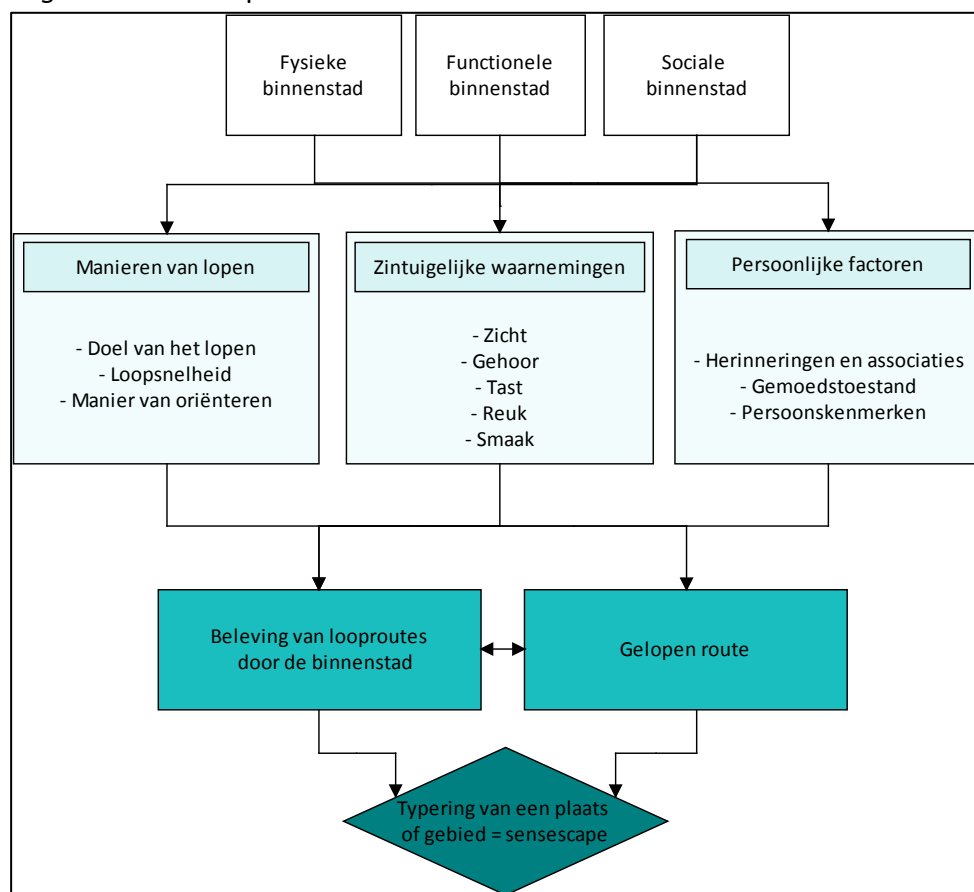 Fysieke
binnenstad
Functionele
binnenstad
Sociale
binnenstad
Manieren van lopen
- Doel van het lopen
- Loopsnelheid
- Manier van oriënteren
Zintuigelijke waarnemingen
- Zicht
- Gehoor
- Tast
- Reuk
- Smaak
Persoonlijke factoren
- Herinneringen en associaties
- Gemoedstoestand
- Persoonskenmerken
Beleving van looproutes
door de binnenstad
Gelopen route
Typering van een plaats
of gebied = sensescape